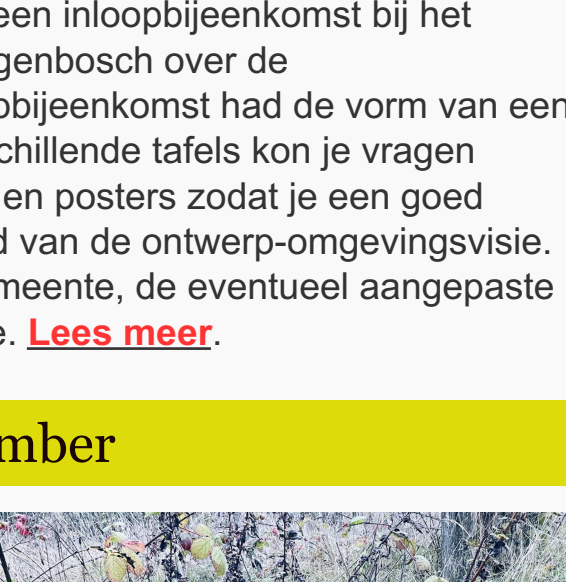 een inloopbijeenkomst bij het
genbosch over de
obijeenkomst had de vorm van een
chillende tafels kon je vragen
en posters zodat je een goed
d van de ontwerp-omgevingsvisie.
meente, de eventueel aangepaste
e. Lees meer.
mber